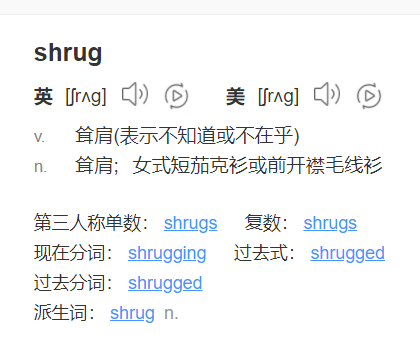 shrug
英 [ʃrʌg] 美 [ʃrʌg]
v. 耸肩(表示不知道或不在乎)
n. 耸肩；女式短茄克衫或前开襟毛线衫
第三人称单数： shrugs 复数： shrugs
现在分词： shrugging 过去式： shrugged
过去分词： shrugged
派生词： shrug n.